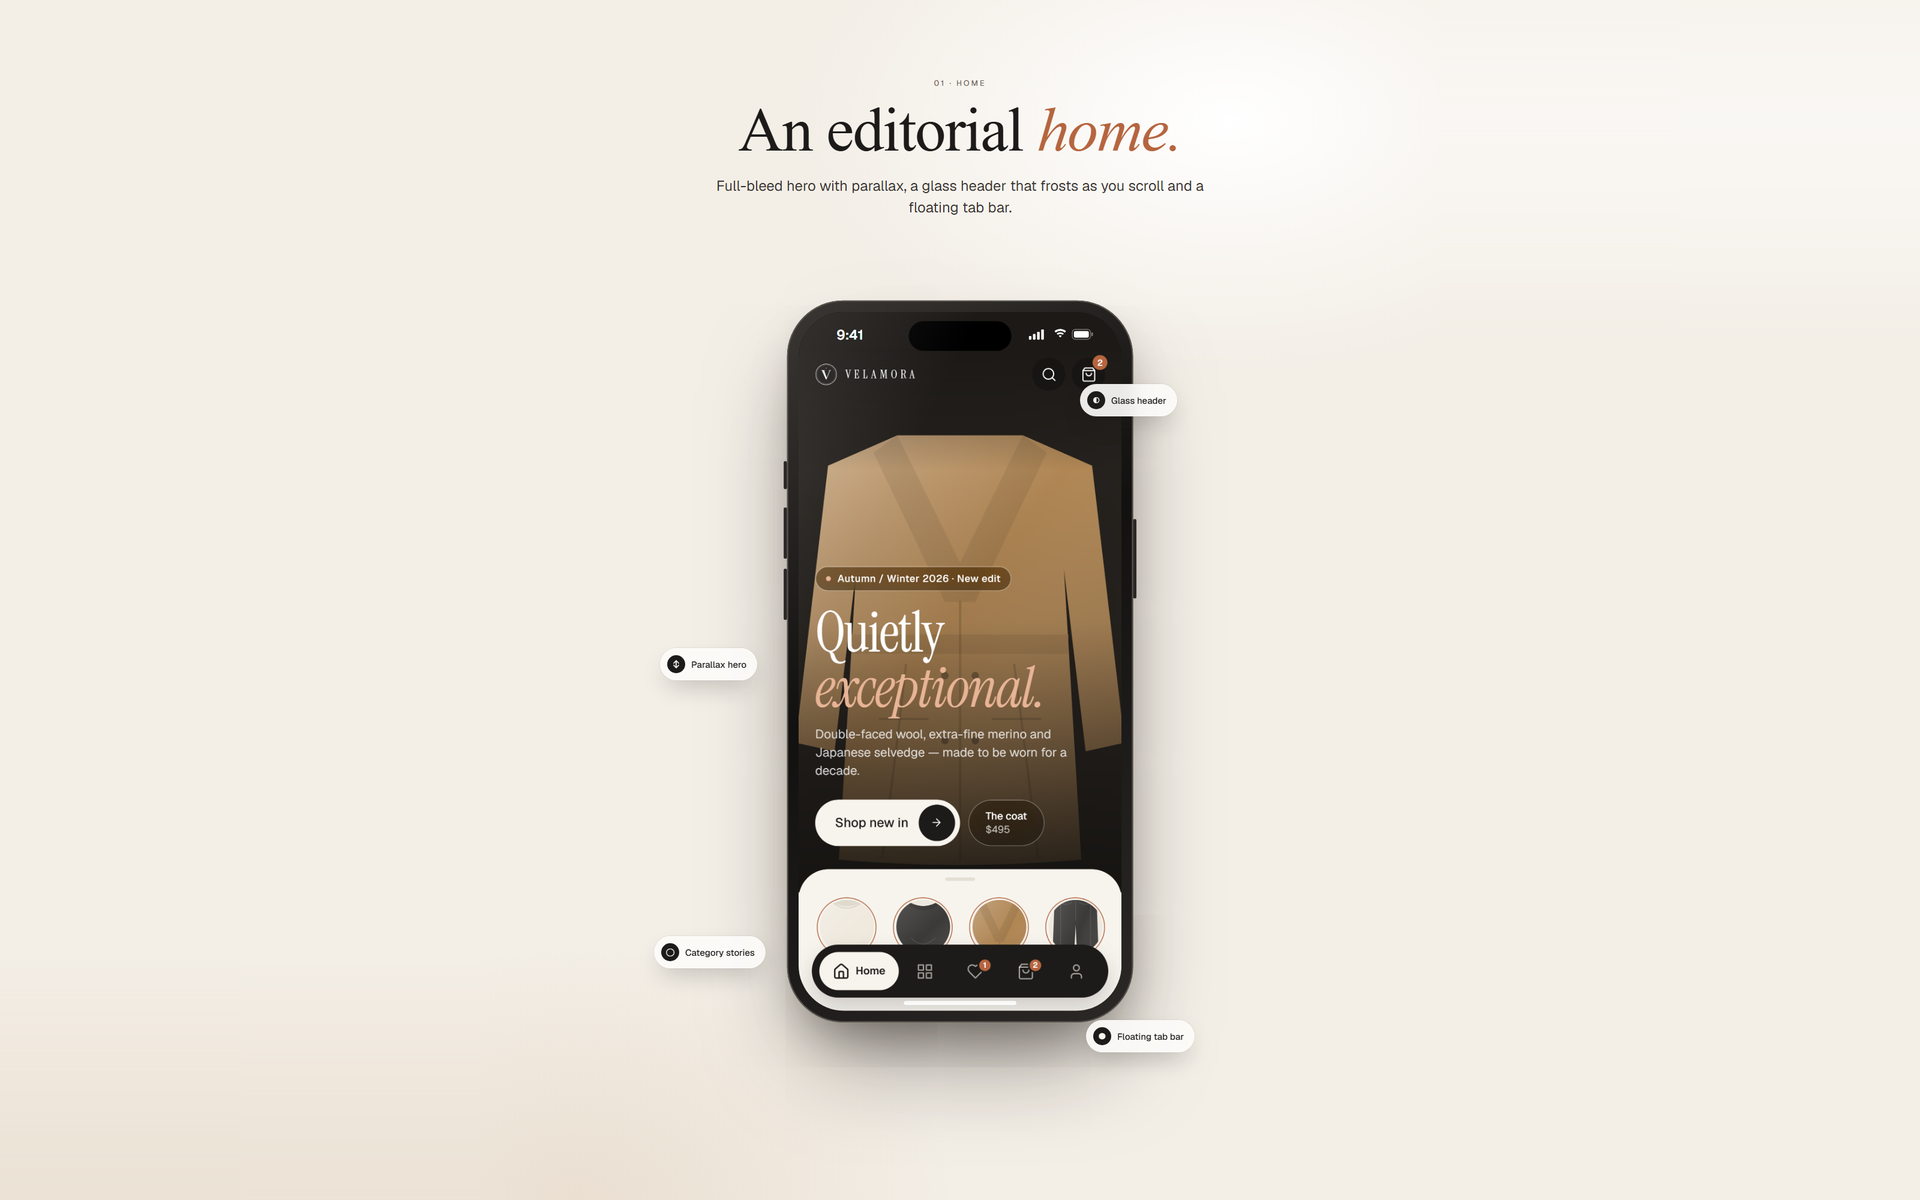 01 · HOME
An editorial home.
Full-bleed hero with parallax, a glass header that frosts as you scroll and a
floating tab bar.
9:41
V VELAMORA
2
Glass header
Autumn / Winter 2026 · New edit
Quietly
exceptional.
Parallax hero
Double-faced wool, extra-fine merino and
Japanese selvedge — made to be worn for a
decade.
Shop new in
The coat
$495
Category stories
Home
1
2
Floating tab bar